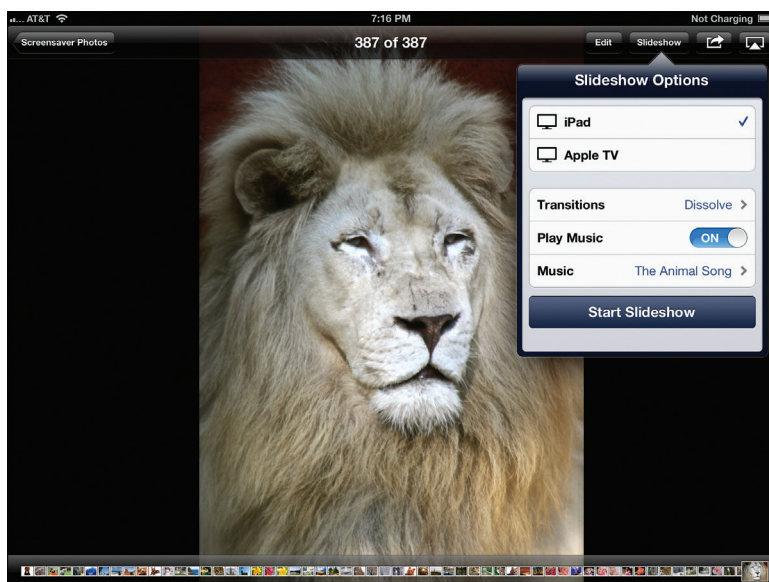 ... AT&T 7:16 PM Not Charging
Screensaver Photos 387 of 387 Edit Slideshow
Slideshow Options
iPad
Apple TV
Transitions Dissolve
Play Music ON
Music The Animal Song
Start Slideshow